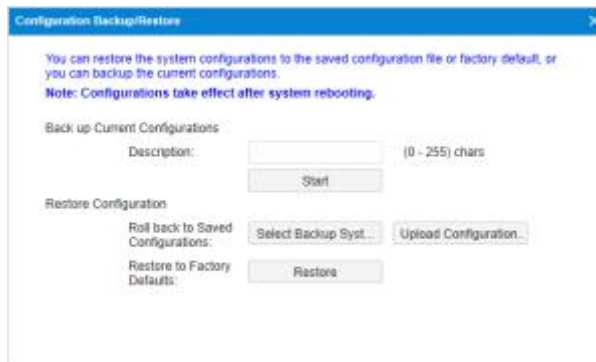 Configuration Backup/Restore
You can restore the system configurations to the saved configuration file or factory default, or
you can backup the current configurations.
Note: Configurations take effect after system rebooting.
Back up Current Configurations
Description: (0 - 255) chars
Start
Restore Configuration
Roll back to Saved
Configurations: Select Backup Syst... Upload Configuration..
Restore to Factory
Defaults: Restore